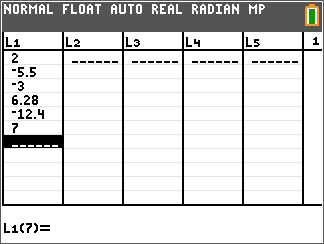 NORMAL FLOAT AUTO REAL RADIAN MP
L1 L2 L3 L4 L5 1
2 ------ ------ ------ ------
-5.5
-3
6.28
-12.4
7
------
L1(7)=